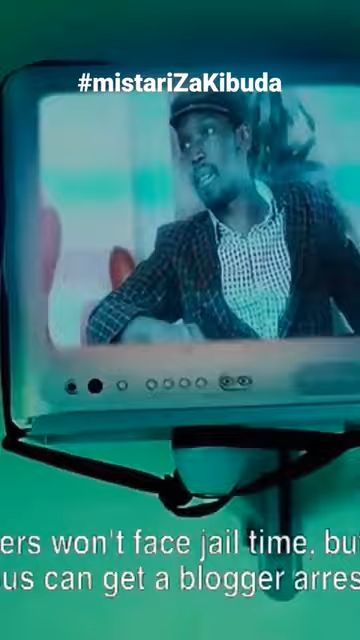 #mistariZaKibuda
ers won't face jail time, but
us can get a blogger arres